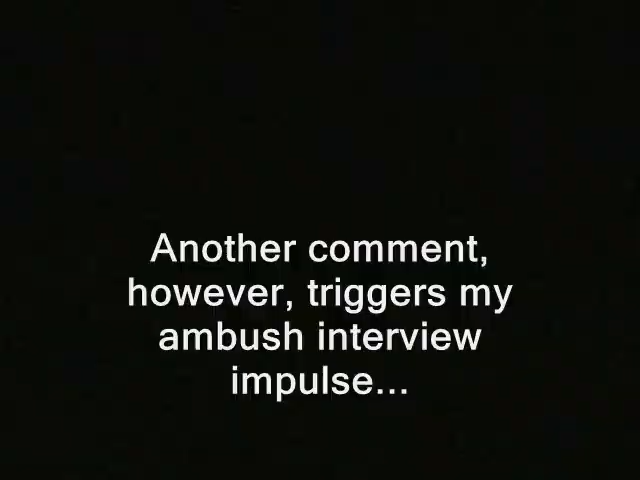 Another comment,
however, triggers my
ambush interview
impulse...